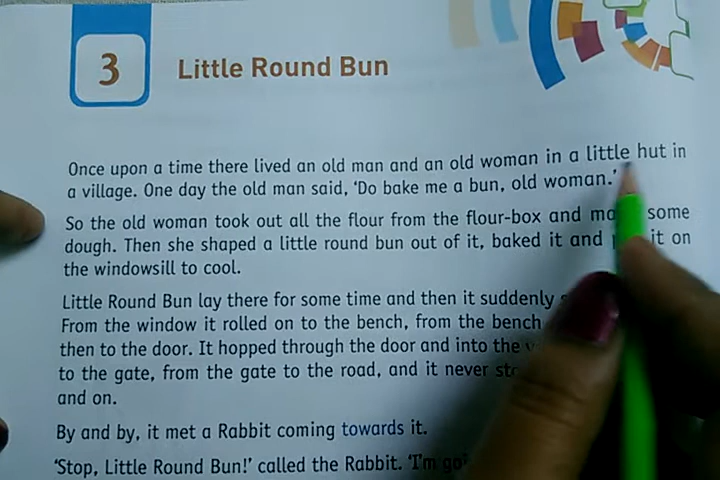 3
Little Round Bun
Once upon a time there lived an old man and an old woman in a little hut in
a village. One day the old man said, ‘Do bake me a bun, old woman.’
So the old woman took out all the flour from the flour-box and some
dough. Then she shaped a little round bun out of it, baked it and it on
the windowsill to cool.
Little Round Bun lay there for some time and then it suddenly
From the window it rolled on to the bench, from the bench
then to the door. It hopped through the door and into the
to the gate, from the gate to the road, and it never
and on.
By and by, it met a Rabbit coming towards it.
‘Stop, Little Round Bun!’ called the Rabbit. ‘I'm